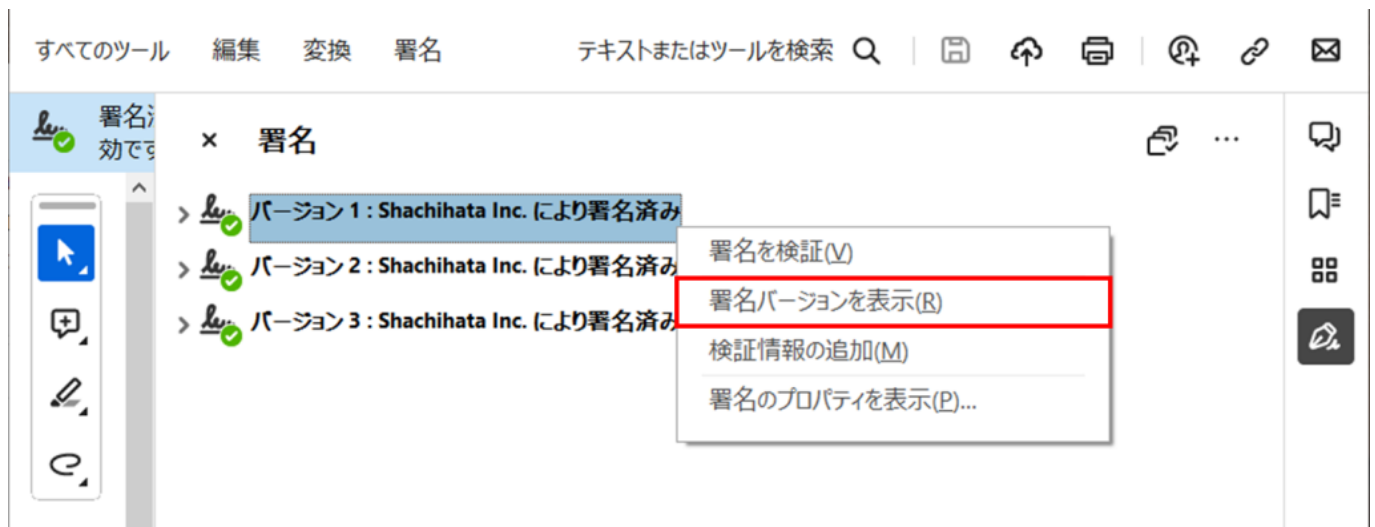 すべてのツール 編集 変換 署名 テキストまたはツールを検索
署名
効です
× 署名 ...
バージョン 1 : Shachihata Inc. により署名済み
バージョン 2 : Shachihata Inc. により署名済み
バージョン 3 : Shachihata Inc. により署名済み
署名を検証(V)
署名バージョンを表示(R)
検証情報の追加(M)
署名のプロパティを表示(P)...